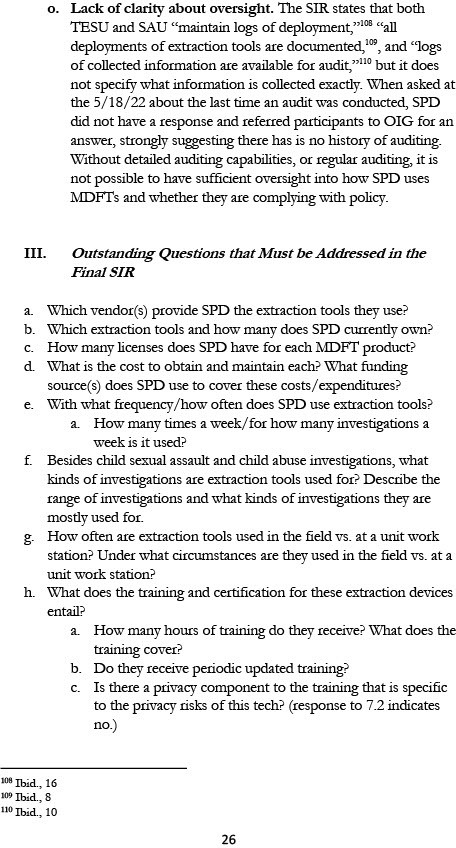 o. Lack of clarity about oversight. The SIR states that both
TESU and SAU “maintain logs of deployment,”108 “all
deployments of extraction tools are documented,109, and “logs
of collected information are available for audit,”110 but it does
not specify what information is collected exactly. When asked at
the 5/18/22 about the last time an audit was conducted, SPD
did not have a response and referred participants to OIG for an
answer, strongly suggesting there has is no history of auditing.
Without detailed auditing capabilities, or regular auditing, it is
not possible to have sufficient oversight into how SPD uses
MDFTs and whether they are complying with policy.
III. Outstanding Questions that Must be Addressed in the
Final SIR
a. Which vendor(s) provide SPD the extraction tools they use?
b. Which extraction tools and how many does SPD currently own?
c. How many licenses does SPD have for each MDFT product?
d. What is the cost to obtain and maintain each? What funding
source(s) does SPD use to cover these costs/expenditures?
e. With what frequency/how often does SPD use extraction tools?
a. How many times a week/for how many investigations a
week is it used?
f. Besides child sexual assault and child abuse investigations, what
kinds of investigations are extraction tools used for? Describe the
range of investigations and what kinds of investigations they are
mostly used for.
g. How often are extraction tools used in the field vs. at a unit work
station? Under what circumstances are they used in the field vs. at a
unit work station?
h. What does the training and certification for these extraction devices
entail?
a. How many hours of training do they receive? What does the
training cover?
b. Do they receive periodic updated training?
c. Is there a privacy component to the training that is specific
to the privacy risks of this tech? (response to 7.2 indicates
no.)
108 Ibid., 16
109 Ibid., 8
110 Ibid., 10
26